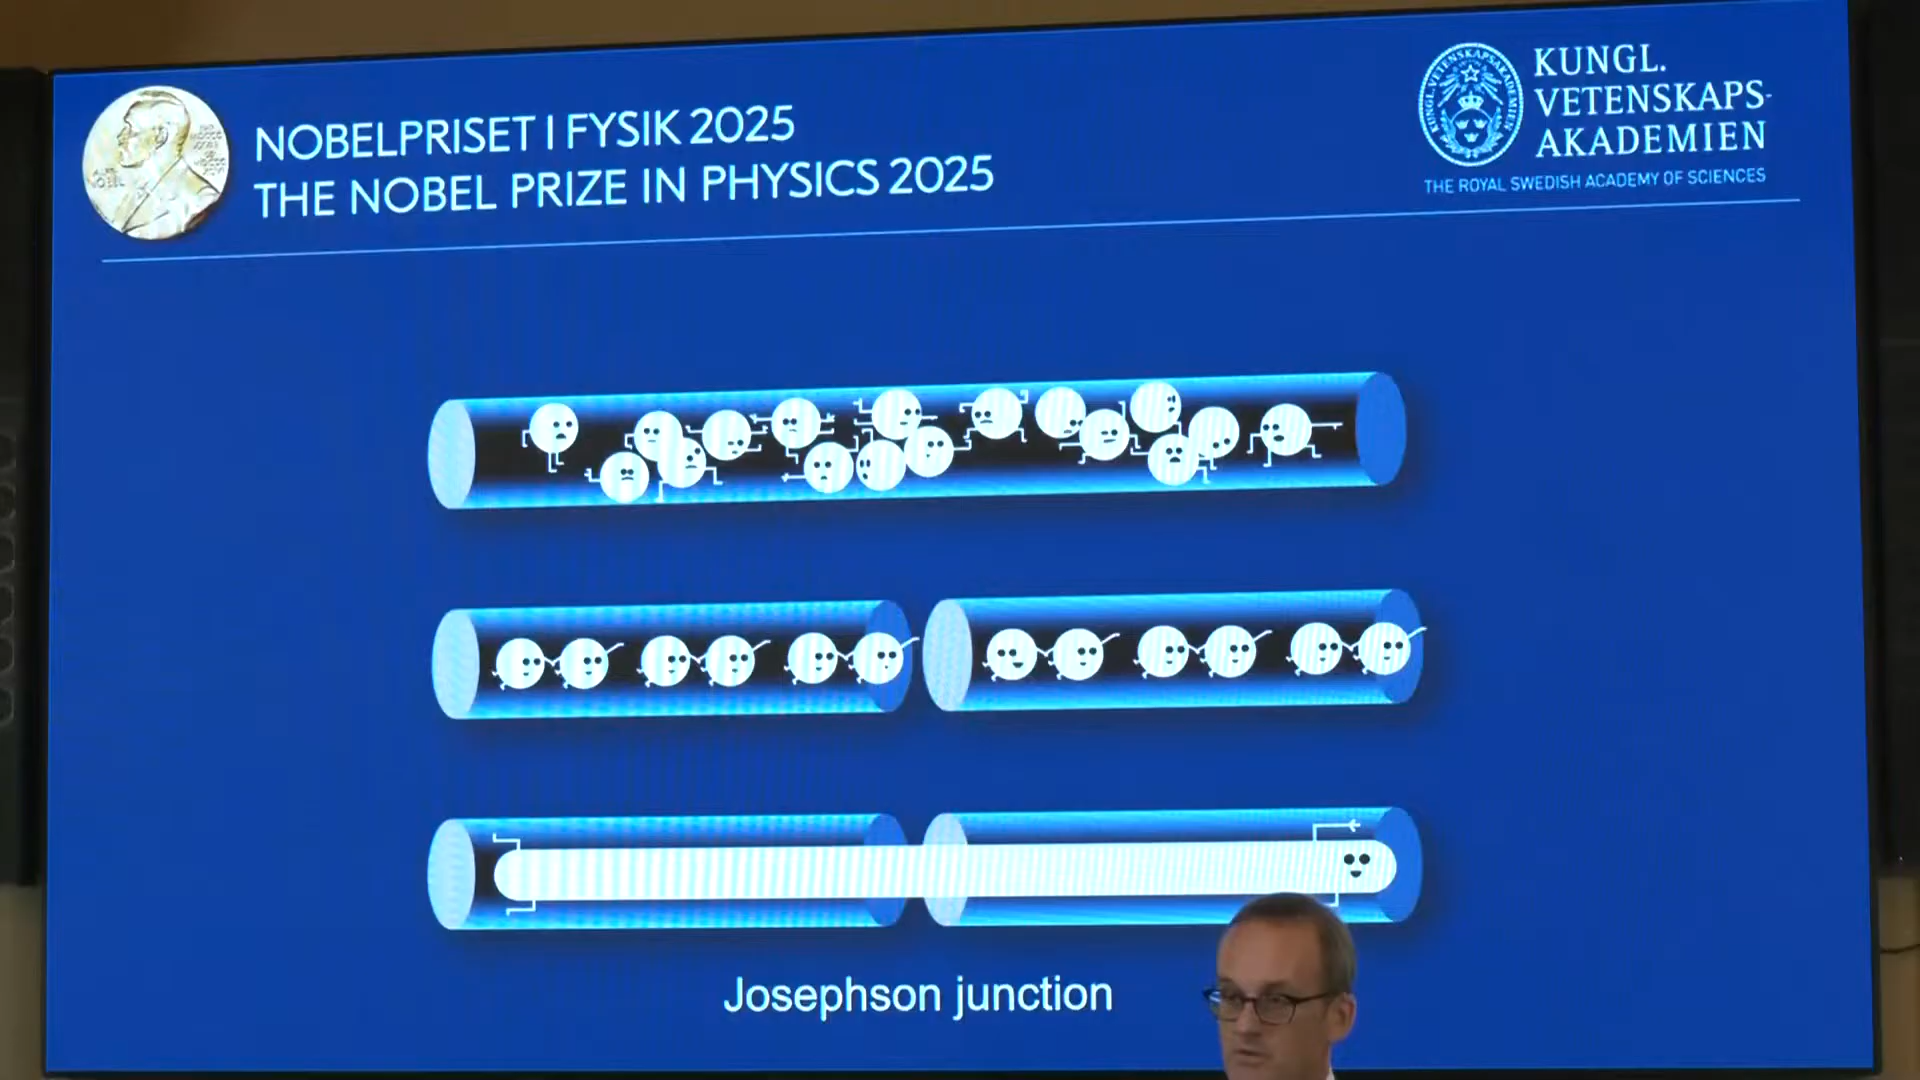 NOBELPRISET I FYSIK 2025
THE NOBEL PRIZE IN PHYSICS 2025
KUNGL.
VETENSKAPS-
AKADEMIEN
THE ROYAL SWEDISH ACADEMY OF SCIENCES
Josephson junction